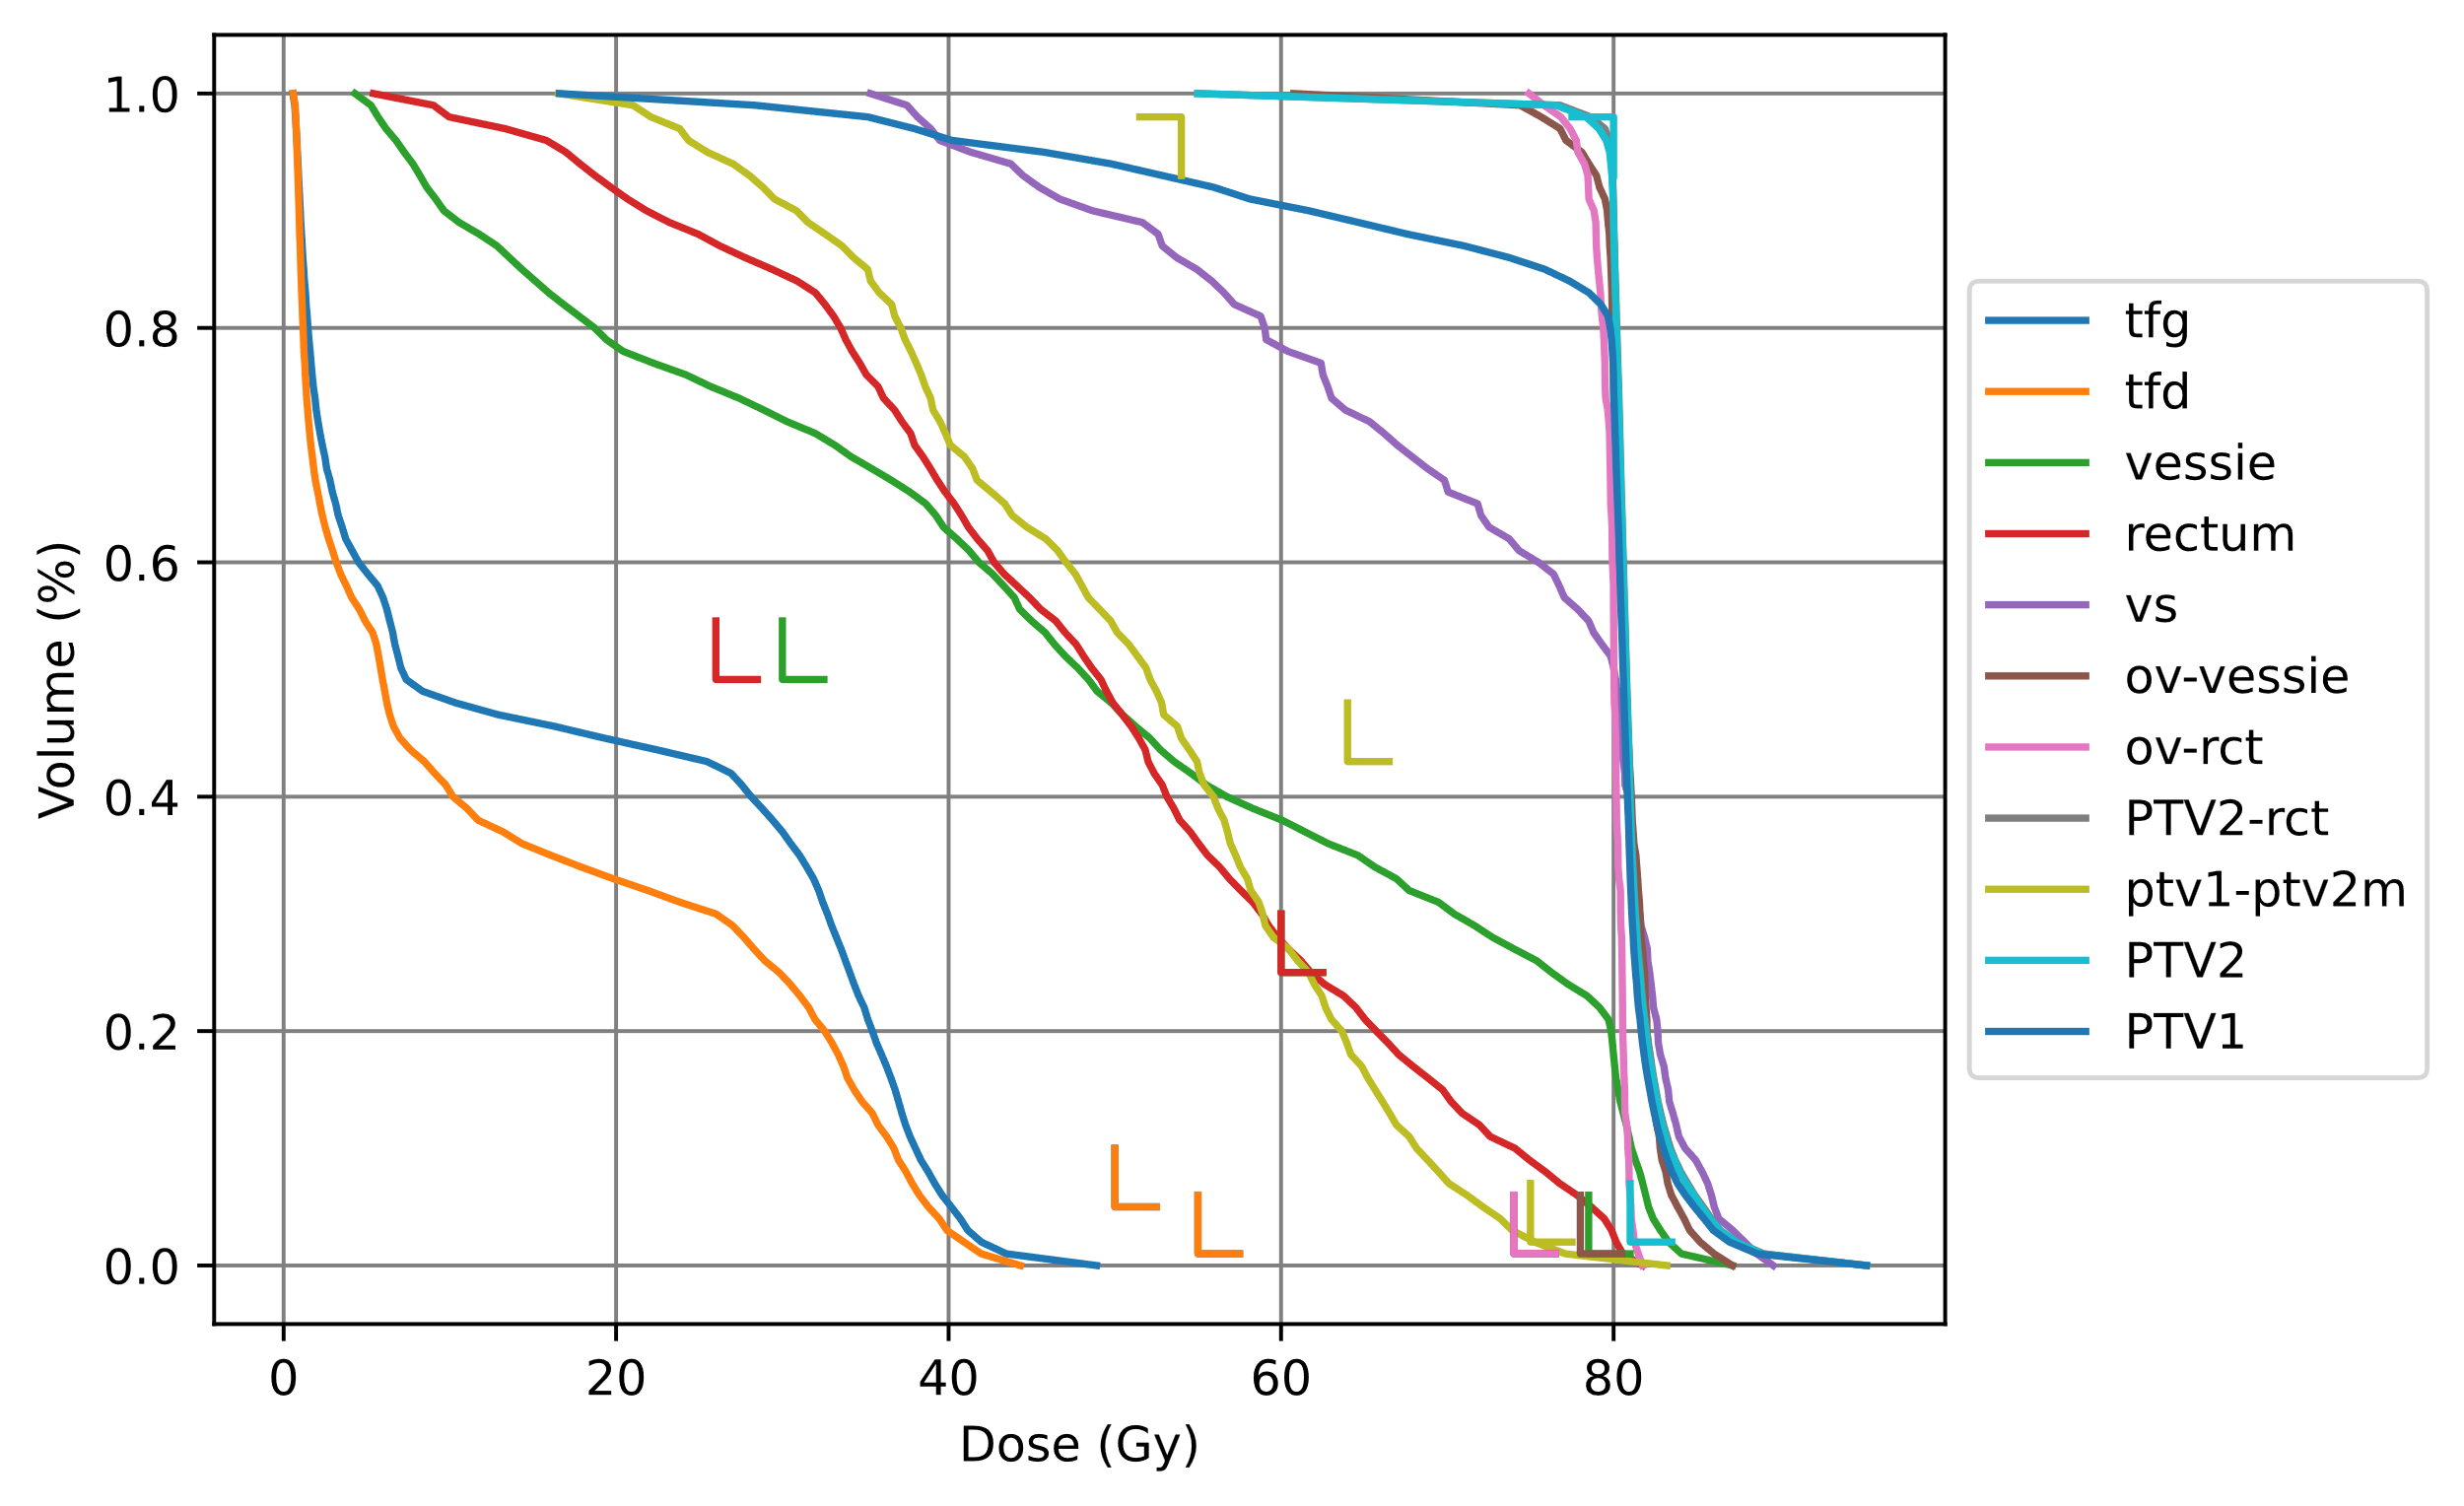 Volume (%)
1.0
0.8
0.6
0.4
0.2
0.0
0
20
40
60
80
Dose (Gy)
tfg
tfd
vessie
rectum
vs
ov-vessie
ov-rct
PTV2-rct
ptv1-ptv2m
PTV2
PTV1